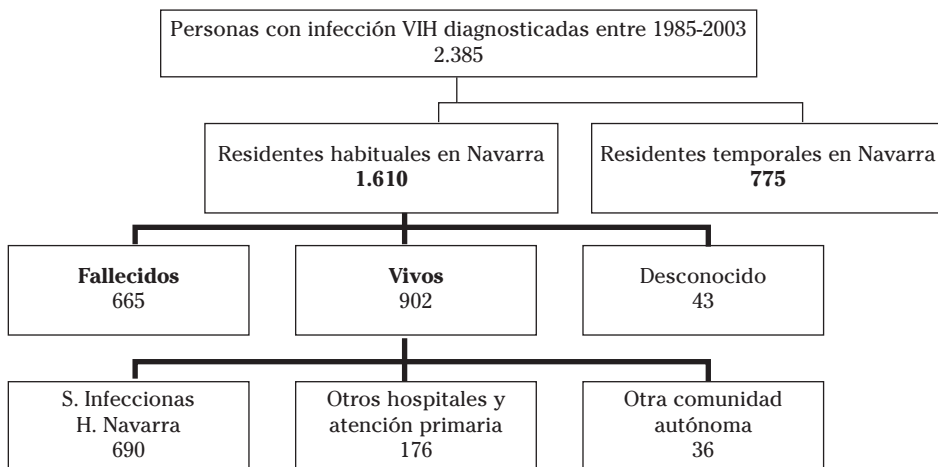 Personas con infección VIH diagnosticadas entre 1985-2003
2.385
Residentes habituales en Navarra
1.610
Residentes temporales en Navarra
775
Fallecidos
665
Vivos
902
Desconocido
43
S. Infeccionas
H. Navarra
690
Otros hospitales y
atención primaria
176
Otra comunidad
autónoma
36